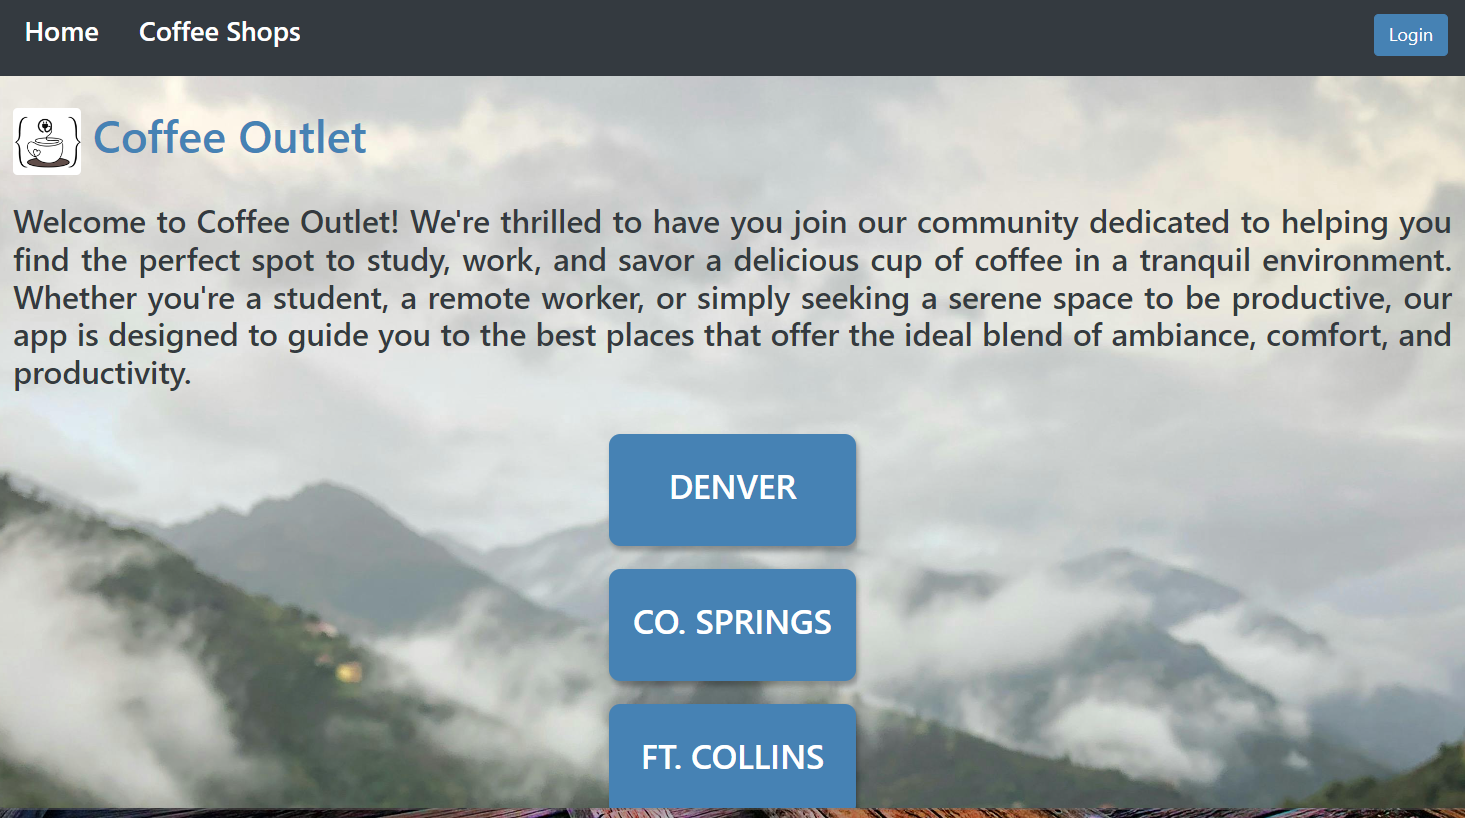 Home Coffee Shops Login
Coffee Outlet
Welcome to Coffee Outlet! We're thrilled to have you join our community dedicated to helping you
find the perfect spot to study, work, and savor a delicious cup of coffee in a tranquil environment.
Whether you're a student, a remote worker, or simply seeking a serene space to be productive, our
app is designed to guide you to the best places that offer the ideal blend of ambiance, comfort, and
productivity.
DENVER
CO. SPRINGS
FT. COLLINS